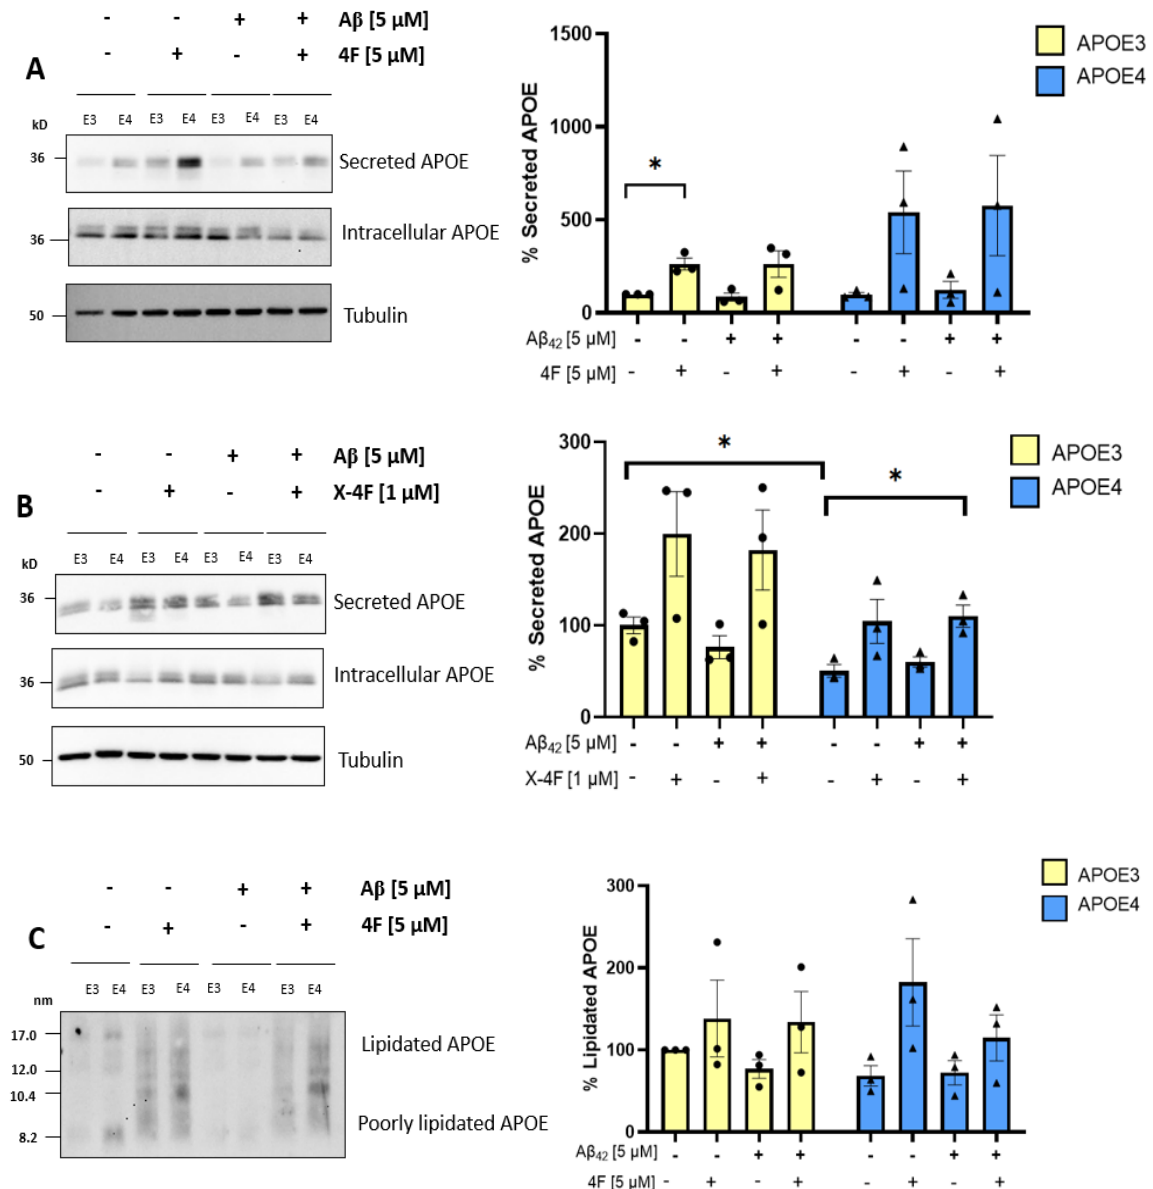 - - + + Aβ [5 μM]
- + - + 4F [5 μM]
A
E3 E4 E3 E4 E3 E4 E3 E4
kD
36 Secreted APOE
36 Intracellular APOE
50 Tubulin
% Secreted APOE
1500
1000
500
0
*
APOE3
APOE4
Aβ₄₂ [5 μM] - - + + - - + +
4F [5 μM] - + - + - + - +
- - + + Aβ [5 μM]
- + - + X-4F [1 μM]
B
E3 E4 E3 E4 E3 E4 E3 E4
kD
36 Secreted APOE
36 Intracellular APOE
50 Tubulin
% Secreted APOE
300
200
100
0
* *
APOE3
APOE4
Aβ₄₂ [5 μM] - - + + - - + +
X-4F [1 μM] - + - + - + - +
- - + + Aβ [5 μM]
- + - + 4F [5 μM]
C
E3 E4 E3 E4 E3 E4 E3 E4
nm
17.0 Lipidated APOE
12.0
10.4
8.2 Poorly lipidated APOE
% Lipidated APOE
300
200
100
0
APOE3
APOE4
Aβ₄₂ [5 μM] - - + + - - + +
4F [5 μM] - + - + - + - +